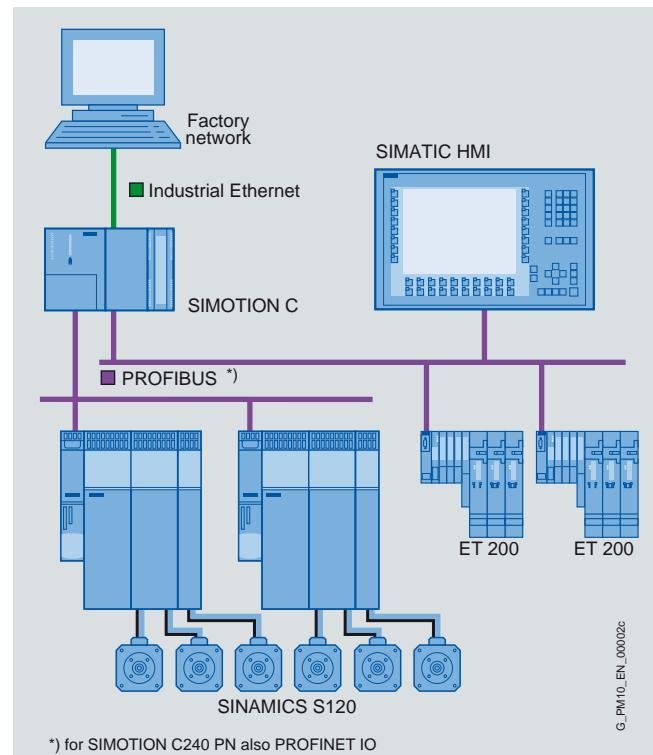 Factory
network
SIMATIC HMI
Industrial Ethernet
SIMOTION C
PROFIBUS *)
ET 200
ET 200
SINAMICS S120
G_PM10_EN_00002c
*) for SIMOTION C240 PN also PROFINET IO